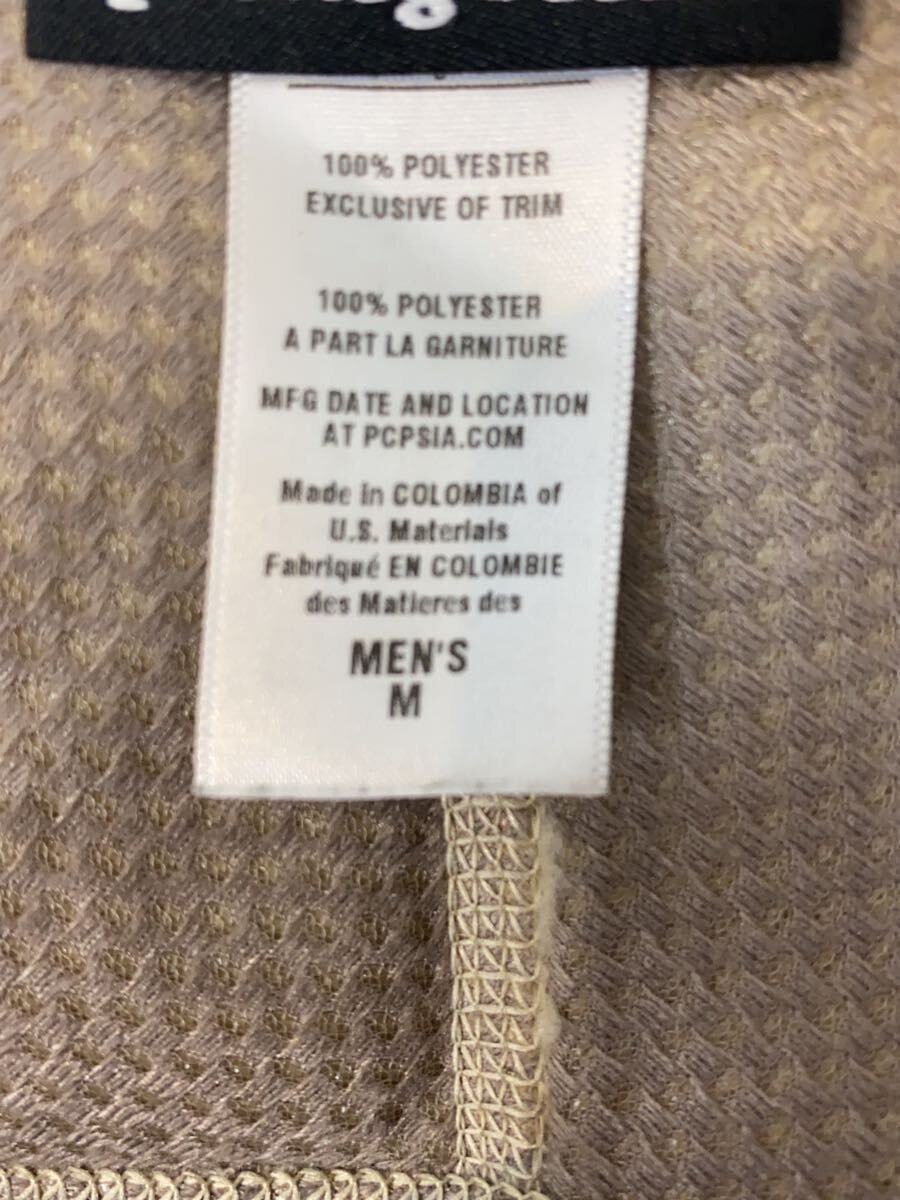 100% POLYESTER
EXCLUSIVE OF TRIM
100% POLYESTER
A PART LA GARNITURE
MFG DATE AND LOCATION
AT PCPSIA.COM
Made in COLOMBIA of
U.S. Materials
Fabriqué EN COLOMBIE
des Matieres des
MEN'S
M